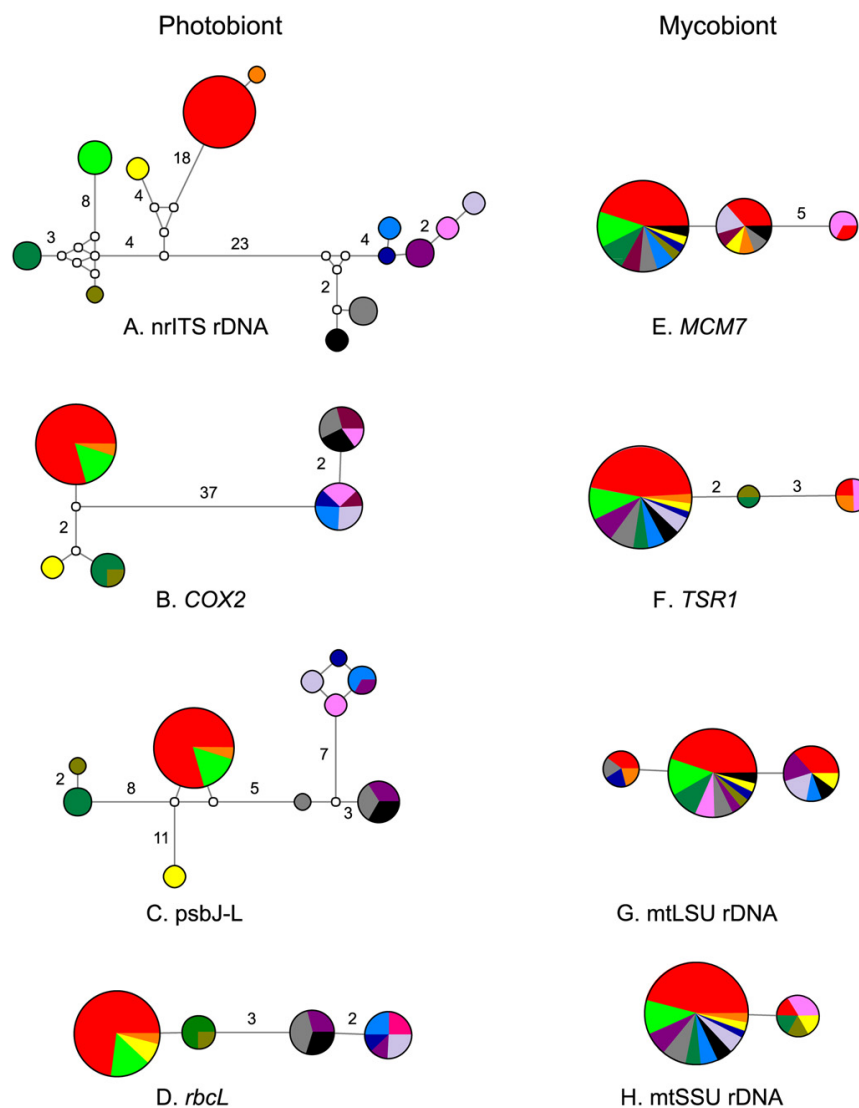 Photobiont
Mycobiont
18
8
4
3
4
23
4
2
2
A. nrITS rDNA
5
E. MCM7
37
2
2
B. COX2
2
3
F. TSR1
2
8
5
7
3
11
C. psbJ-L
G. mtLSU rDNA
3
2
D. rbcL
H. mtSSU rDNA